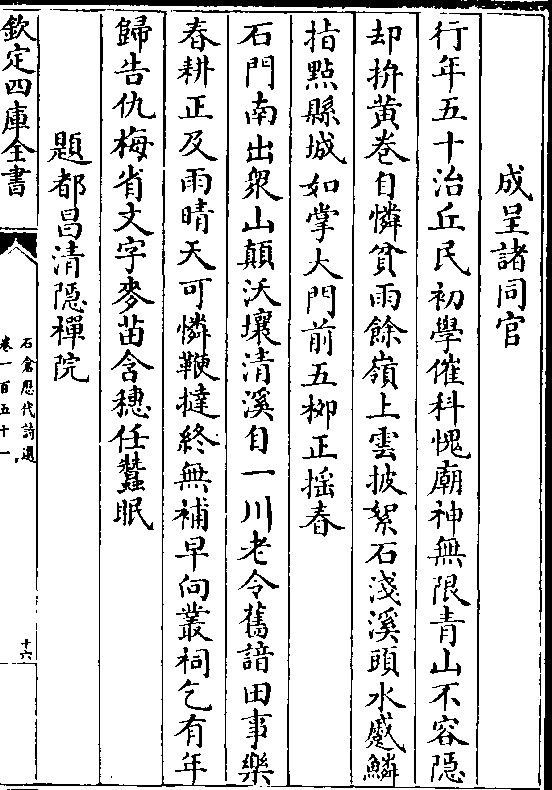 成呈諸同官
行年五十治丘民初學催科愧廟神無限青山不容隱
却拚黄巻自憐貧雨餘嶺上雲披絮石淺溪頭水蹙鱗
指㸃縣城如掌大門前五栁正揺春
石門南出衆山顛沃壤清溪自一川老令舊諳田事樂
春耕正及雨晴天可憐鞭撻終無補早向叢祠乞有年
歸告仇梅省文字麥苗含穗任蠶眠
題都昌清隱禪院
欽定四庫全書
石倉歴代詩選
卷一百五十一
十六